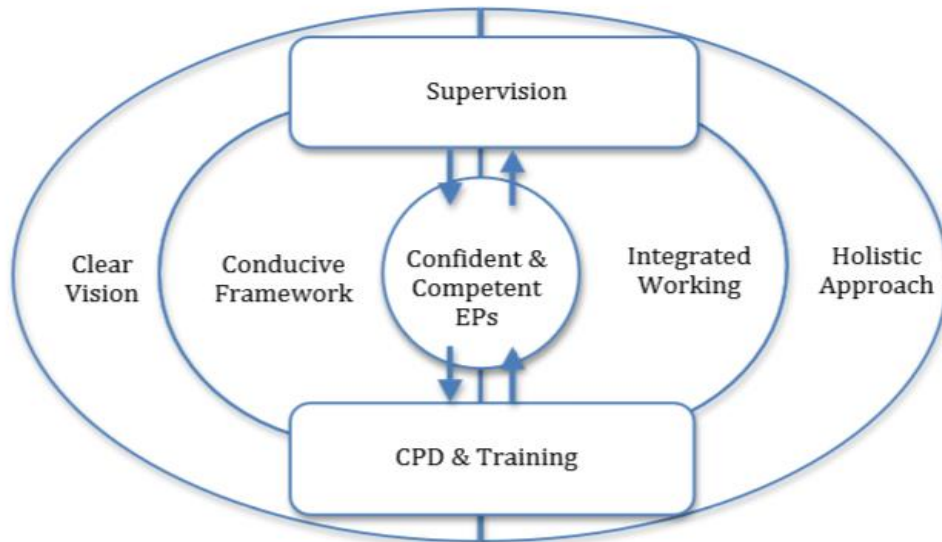 Supervision
Clear
Vision
Conducive
Framework
Confident &
Competent
EPs
Integrated
Working
Holistic
Approach
CPD & Training